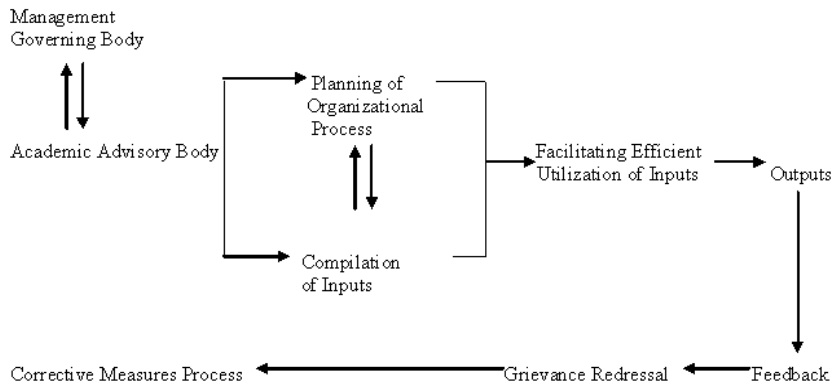 Management
Governing Body
Academic Advisory Body
Planning of
Organizational
Process
Compilation
of Inputs
Facilitating Efficient
Utilization of Inputs
Outputs
Feedback
Grievance Redressal
Corrective Measures Process